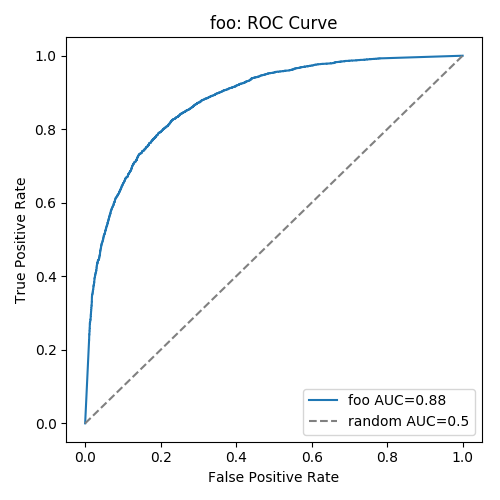 foo: ROC Curve
1.0
0.8
0.6
0.4
0.2
0.0
True Positive Rate
0.0 0.2 0.4 0.6 0.8 1.0
False Positive Rate
foo AUC=0.88
random AUC=0.5